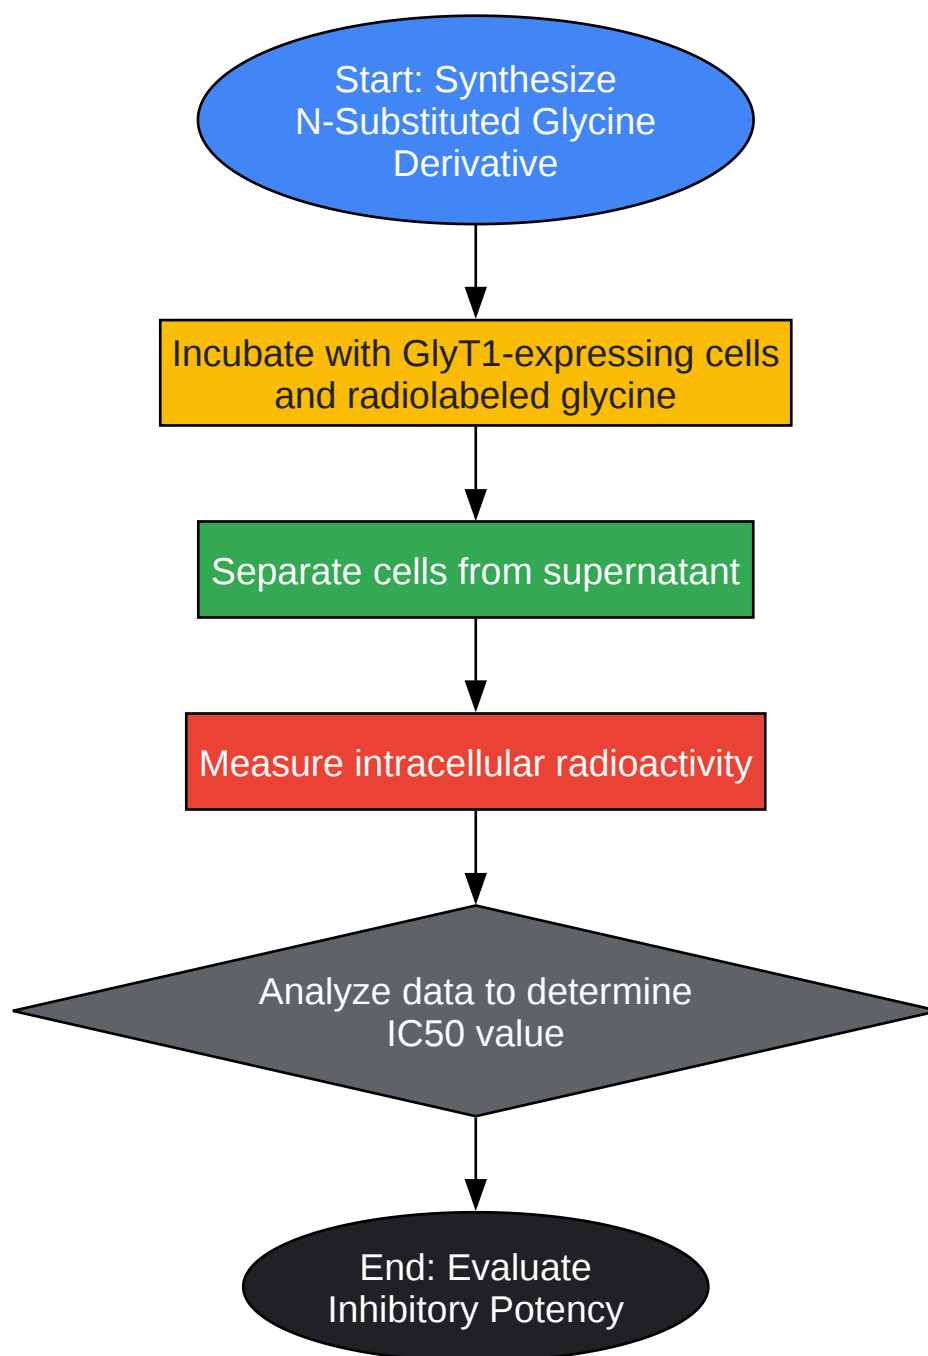 Start: Synthesize
N-Substituted Glycine
Derivative
Incubate with GlyT1-expressing cells
and radiolabeled glycine
Separate cells from supernatant
Measure intracellular radioactivity
Analyze data to determine
IC50 value
End: Evaluate
Inhibitory Potency